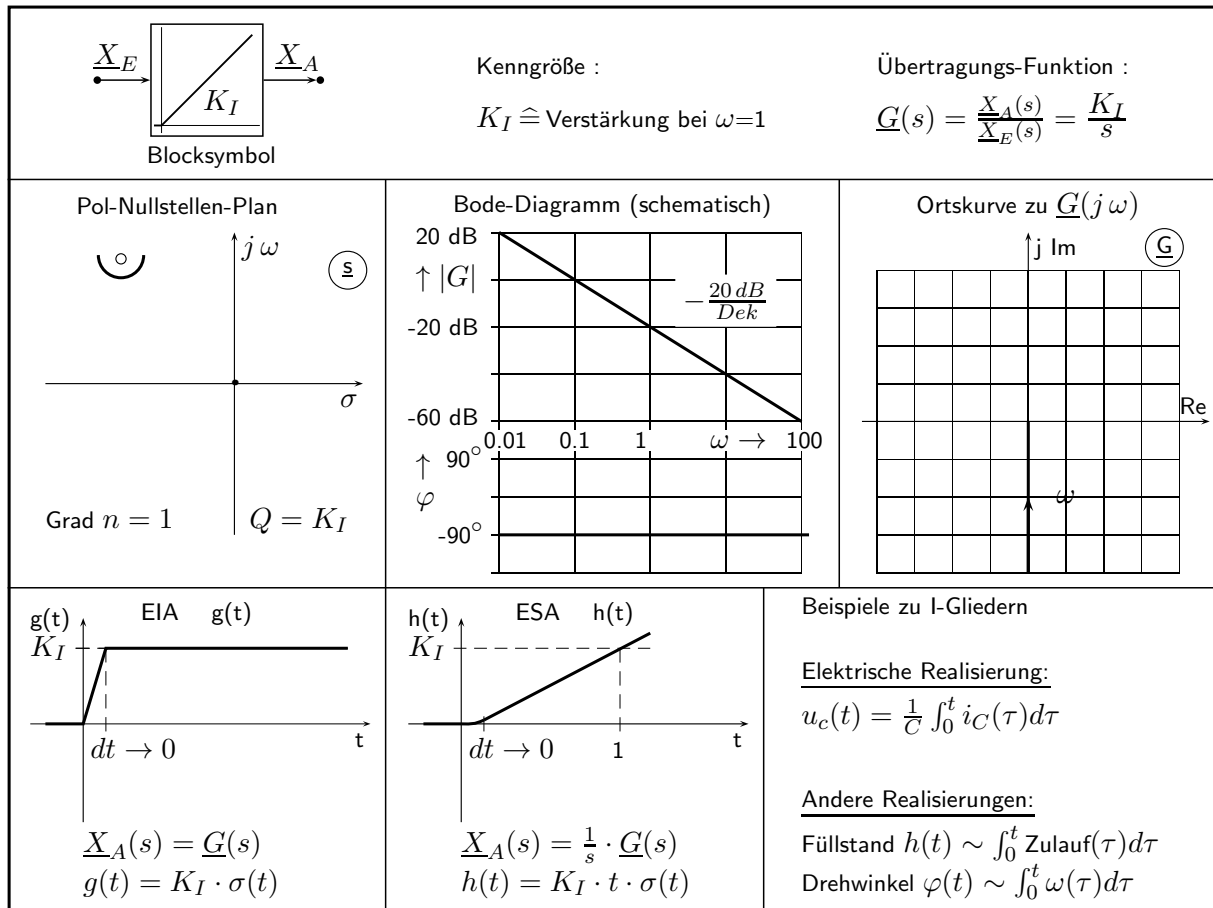 X_E
X_A
K_I
Blocksymbol
Kenngröße :
K_I ≙ Verstärkung bei ω=1
Übertragungs-Funktion :
G(s) = X_A(s)/X_E(s) = K_I/s
Pol-Nullstellen-Plan
j ω
s
σ
Grad n = 1
Q = K_I
Bode-Diagramm (schematisch)
20 dB
↑ |G|
-20 dB
-60 dB
− 20 dB/Dek
0.01 0.1 1 ω → 100
↑ 90°
φ
-90°
Ortskurve zu G(j ω)
j Im
G
Re
ω
g(t) EIA g(t)
K_I
t
dt → 0
X_A(s) = G(s)
g(t) = K_I · σ(t)
h(t) ESA h(t)
K_I
t
dt → 0 1
X_A(s) = 1/s · G(s)
h(t) = K_I · t · σ(t)
Beispiele zu I-Gliedern
Elektrische Realisierung:
u_c(t) = 1/C ∫_0^t i_C(τ)dτ
Andere Realisierungen:
Füllstand h(t) ∼ ∫_0^t Zulauf(τ)dτ
Drehwinkel φ(t) ∼ ∫_0^t ω(τ)dτ